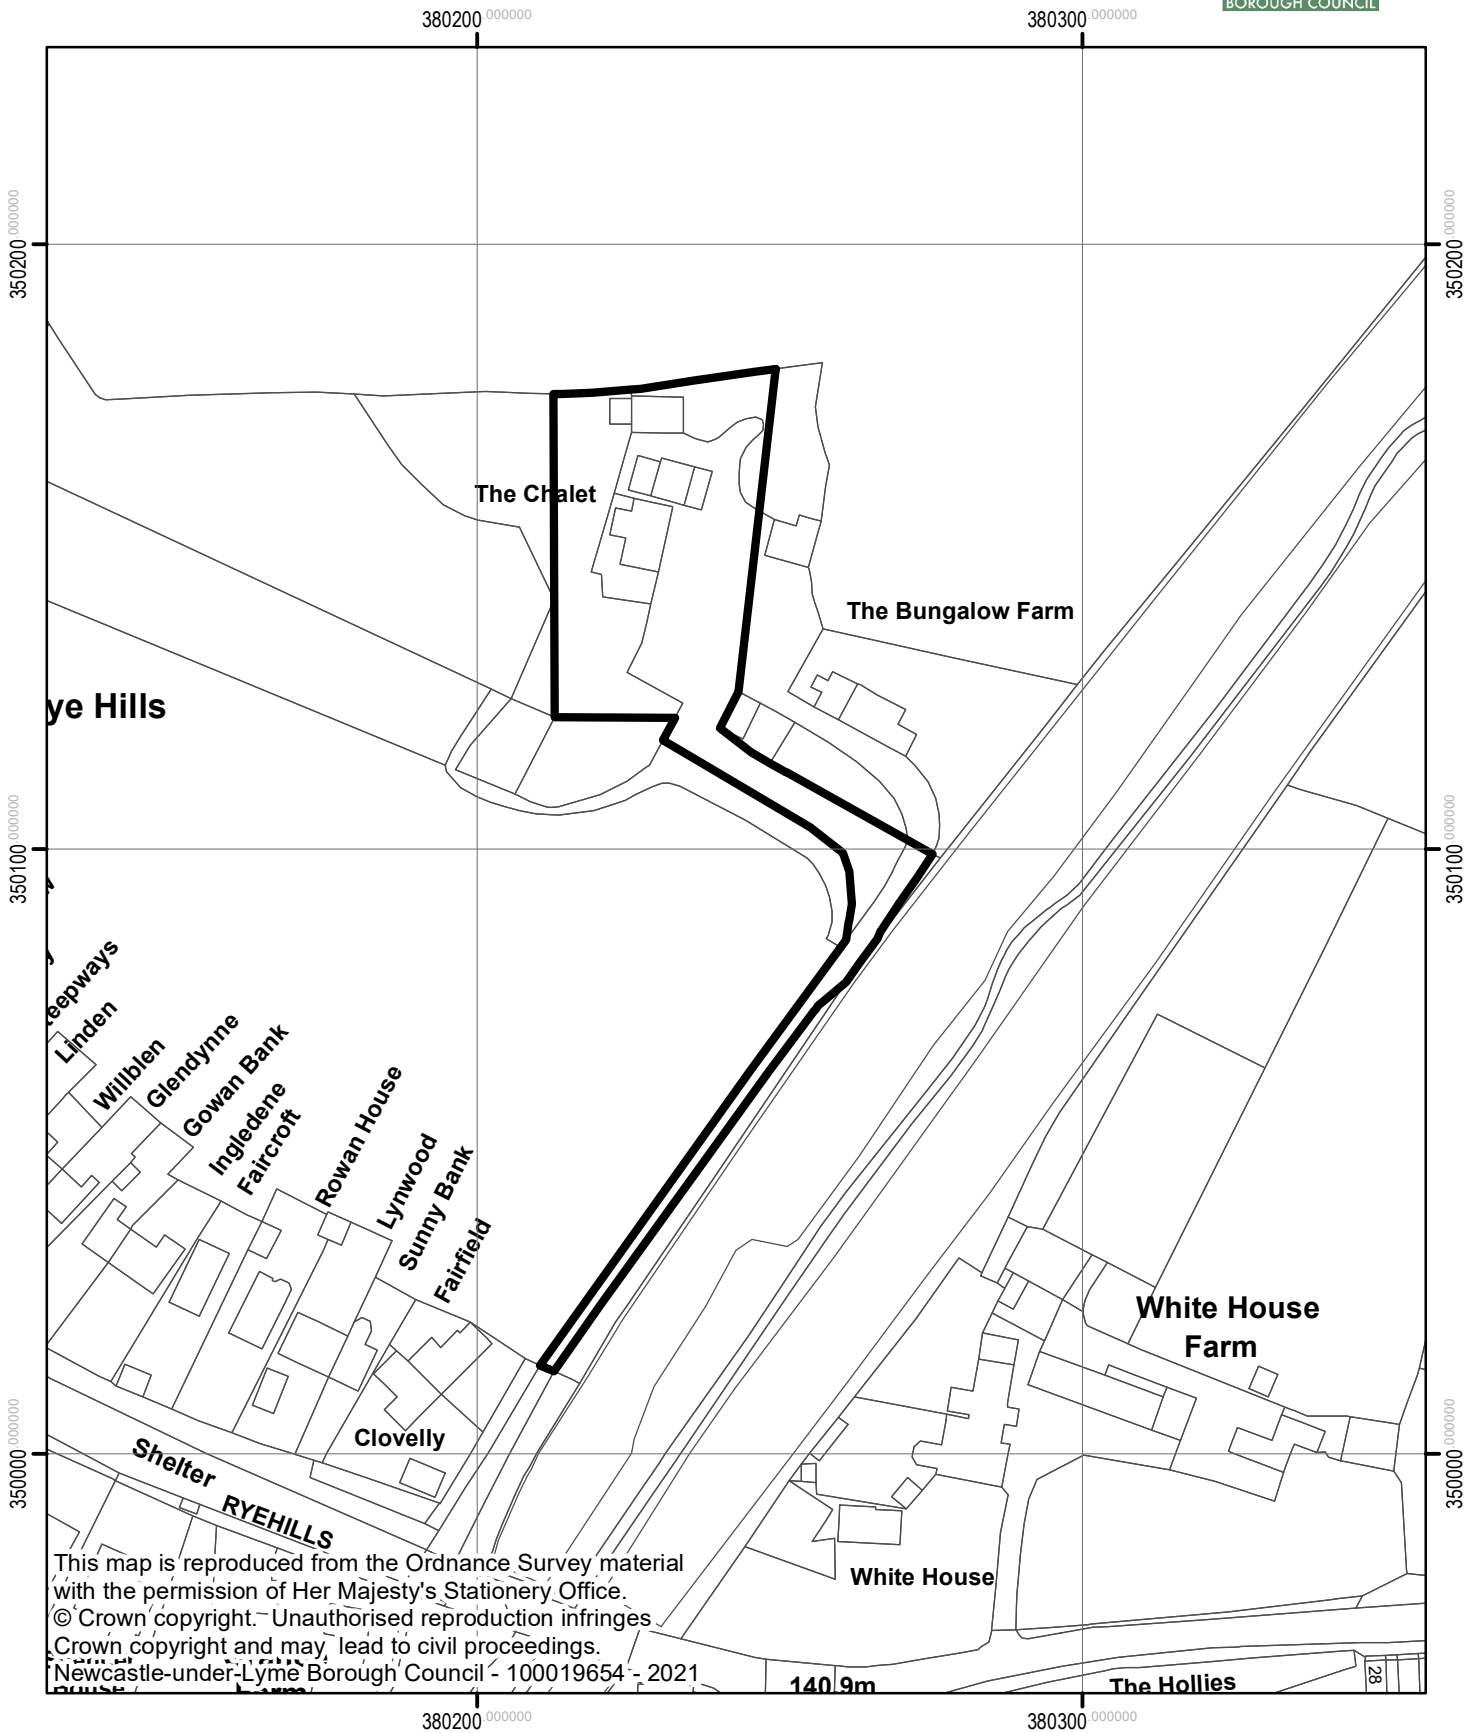 BOROUGH COUNCIL
380200.000000
380300.000000
350200.000000
350200.000000
The Chalet
The Bungalow Farm
ye Hills
350100.000000
350100.000000
teepways
Linden
Willblen
Glendynne
Gowan Bank
Ingledene
Faircroft
Rowan House
Lynwood
Sunny Bank
Fairfield
White House
Farm
Clovelly
350000.000000
350000.000000
Shelter
RYEHILLS
White House
This map is reproduced from the Ordnance Survey material
with the permission of Her Majesty's Stationery Office.
© Crown copyright. Unauthorised reproduction infringes
Crown copyright and may lead to civil proceedings.
Newcastle-under-Lyme Borough Council - 100019654 - 2021
House
Farm
140.9m
The Hollies
28
380200.000000
380300.000000